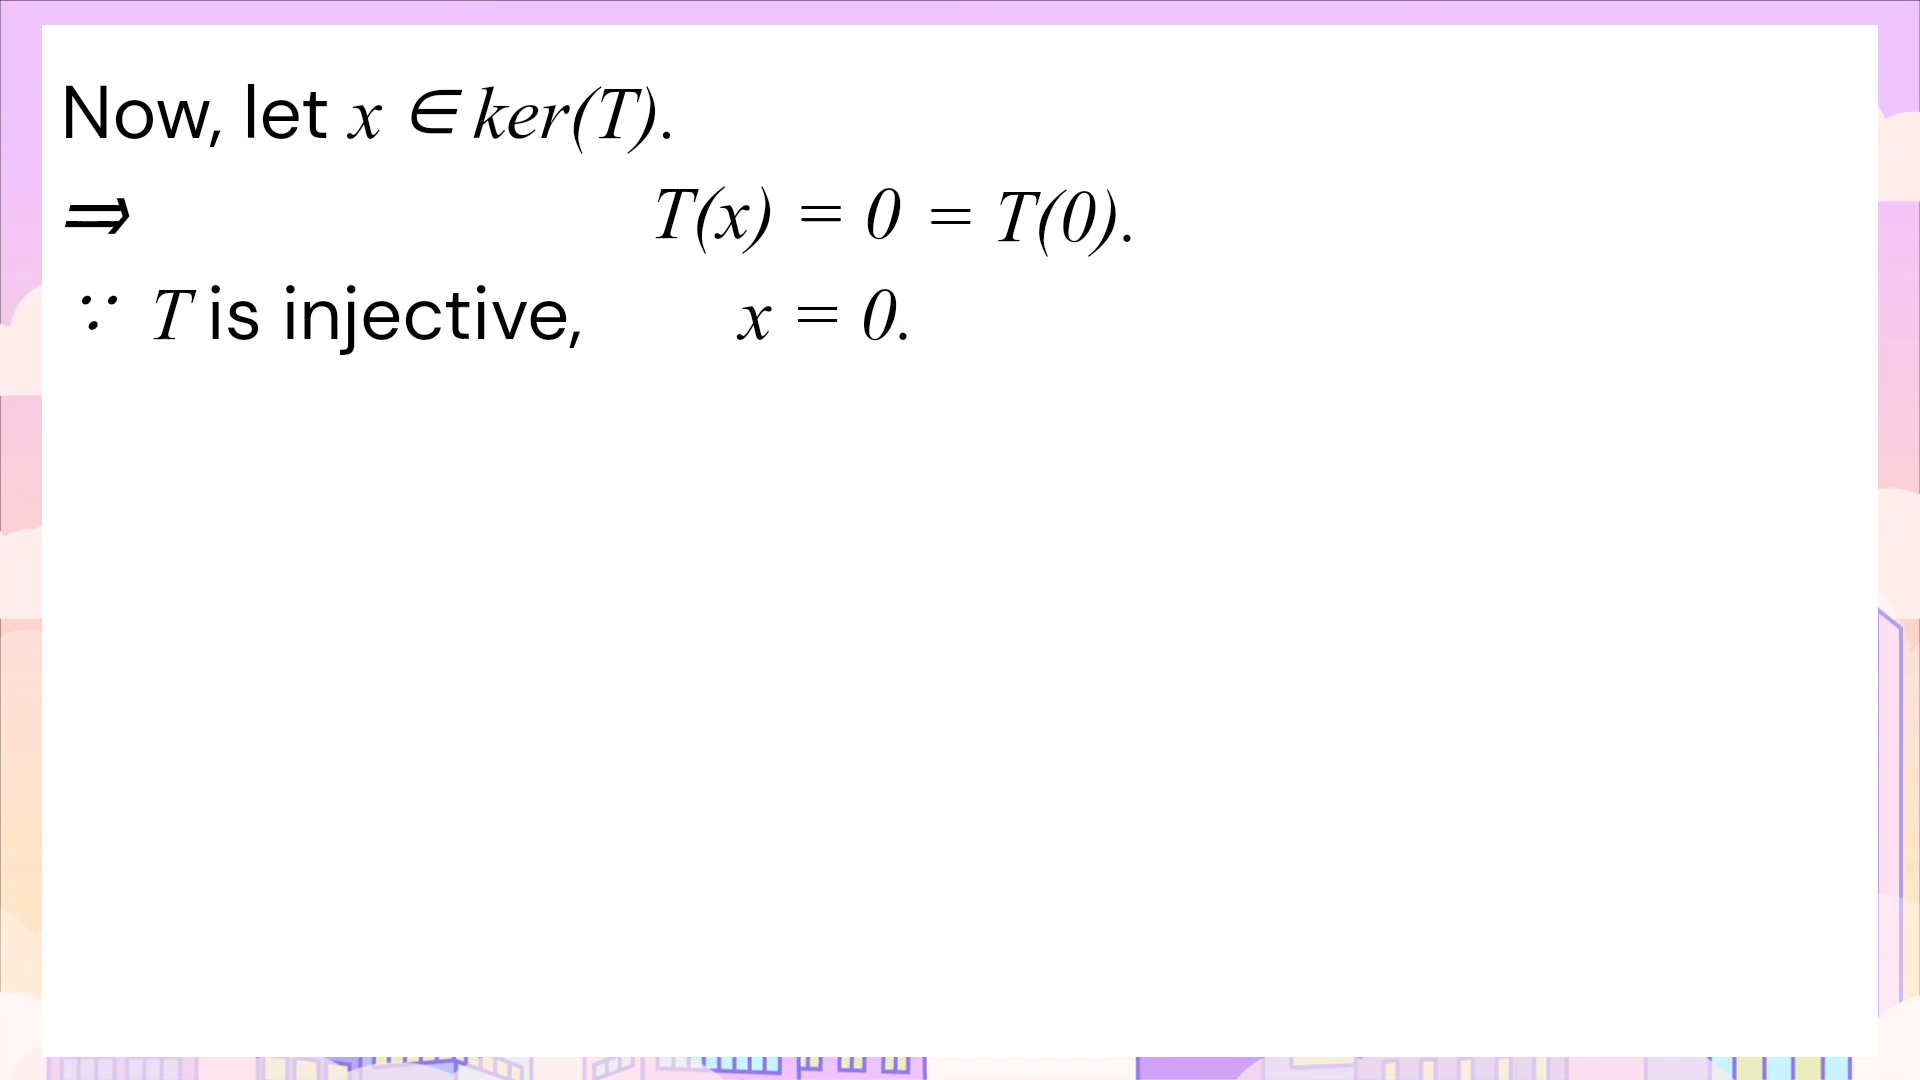 Now, let x ∈ ker(T).
⇒ T(x) = 0 = T(0).
∵ T is injective, x = 0.